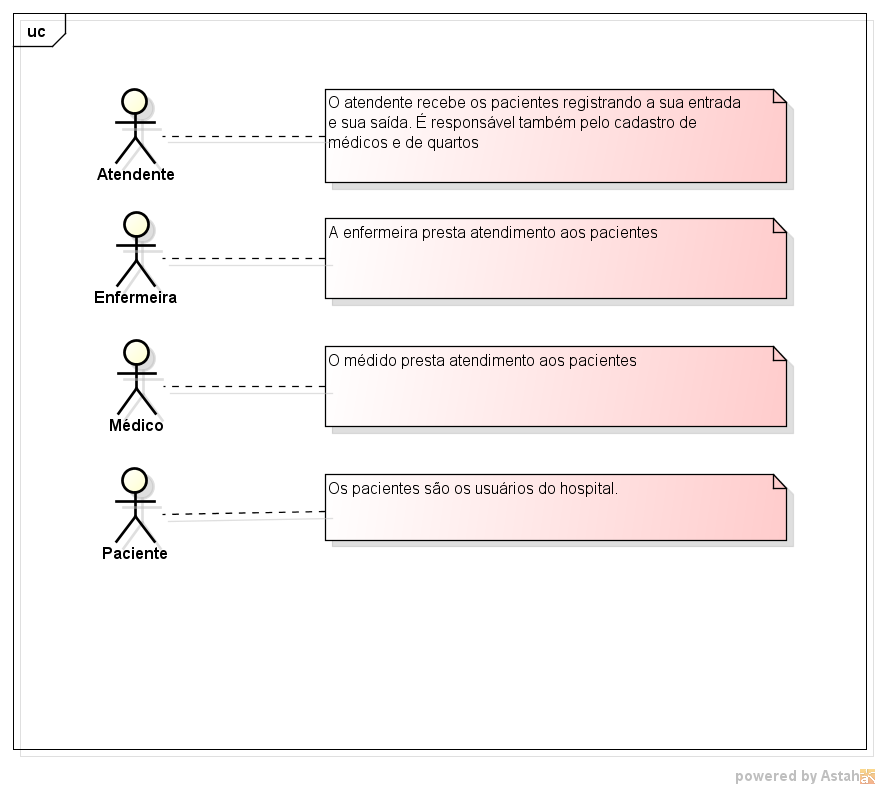 uc
O atendente recebe os pacientes registrando a sua entrada
e sua saída. É responsável também pelo cadastro de
médicos e de quartos
Atendente
A enfermeira presta atendimento aos pacientes
Enfermeira
O médido presta atendimento aos pacientes
Médico
Os pacientes são os usuários do hospital.
Paciente
powered by Astah